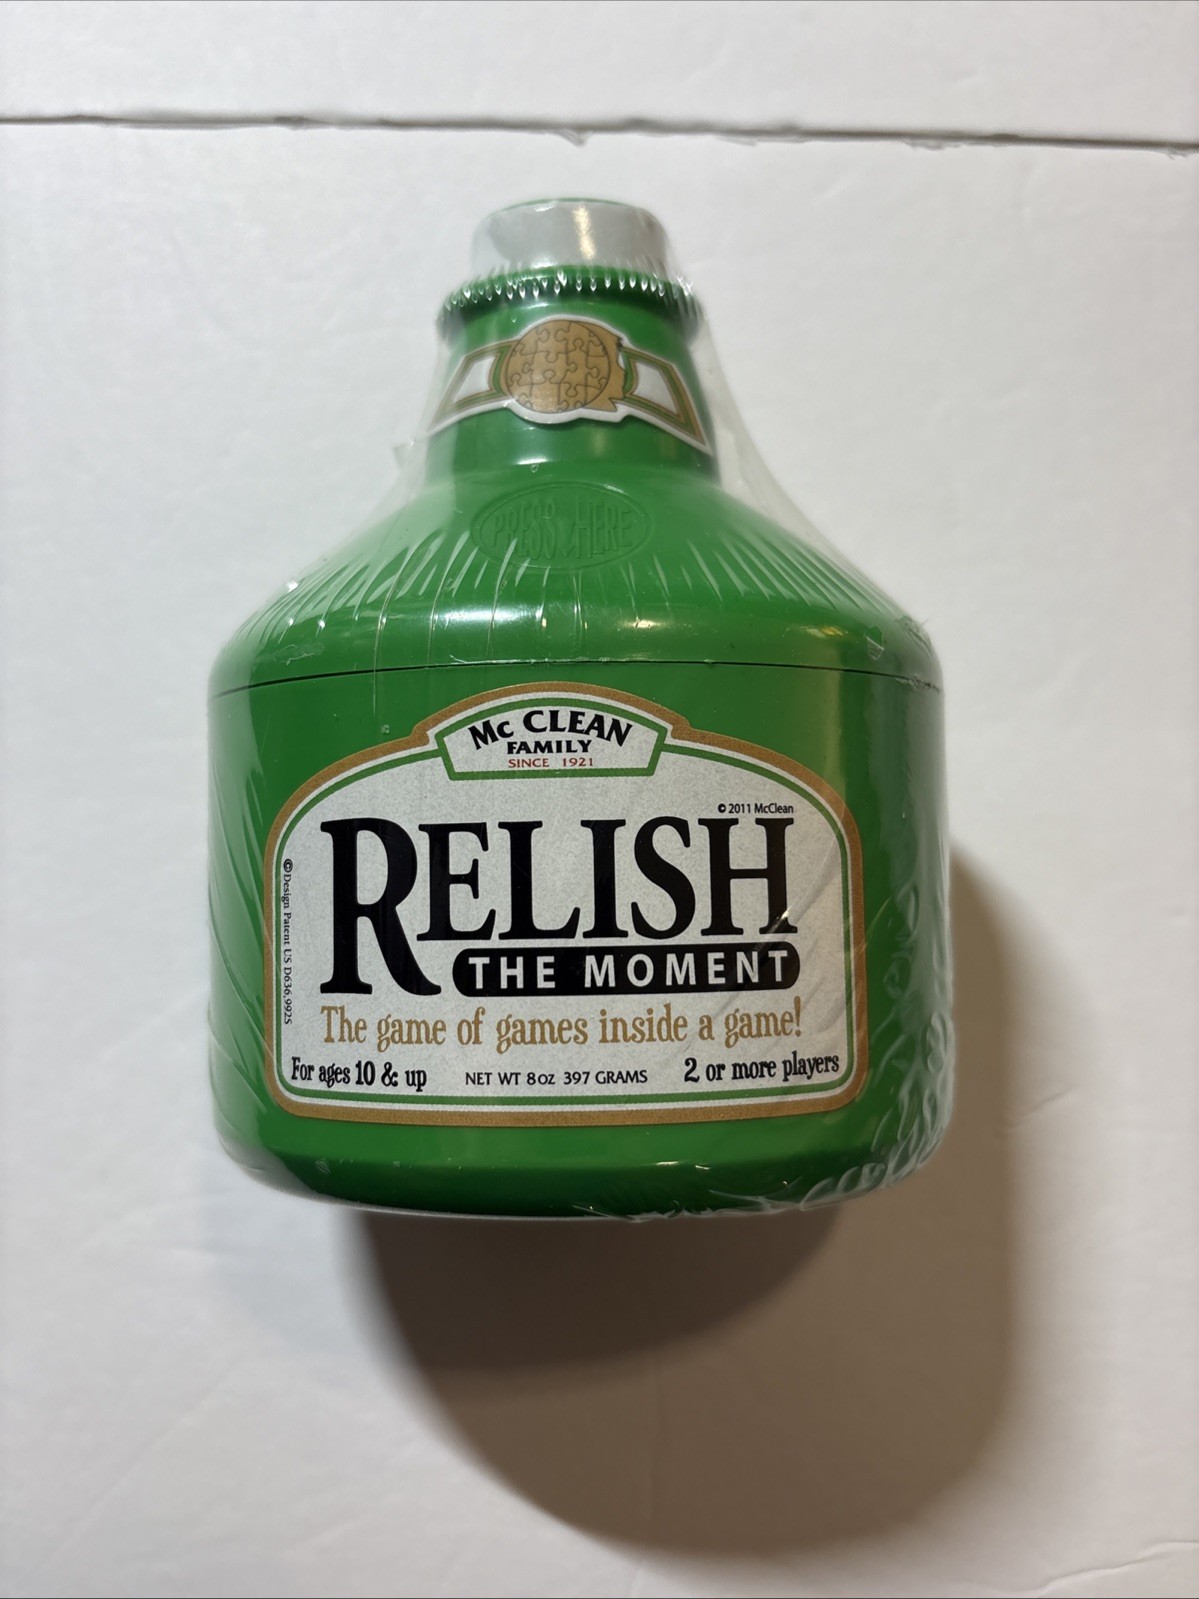 PRESS HERE
Mc CLEAN
FAMILY
SINCE 1921
© 2011 McClean
RELISH
THE MOMENT
The game of games inside a game!
For ages 10 & up
NET WT 8 OZ 397 GRAMS
2 or more players
©Design Patent US D636,992S